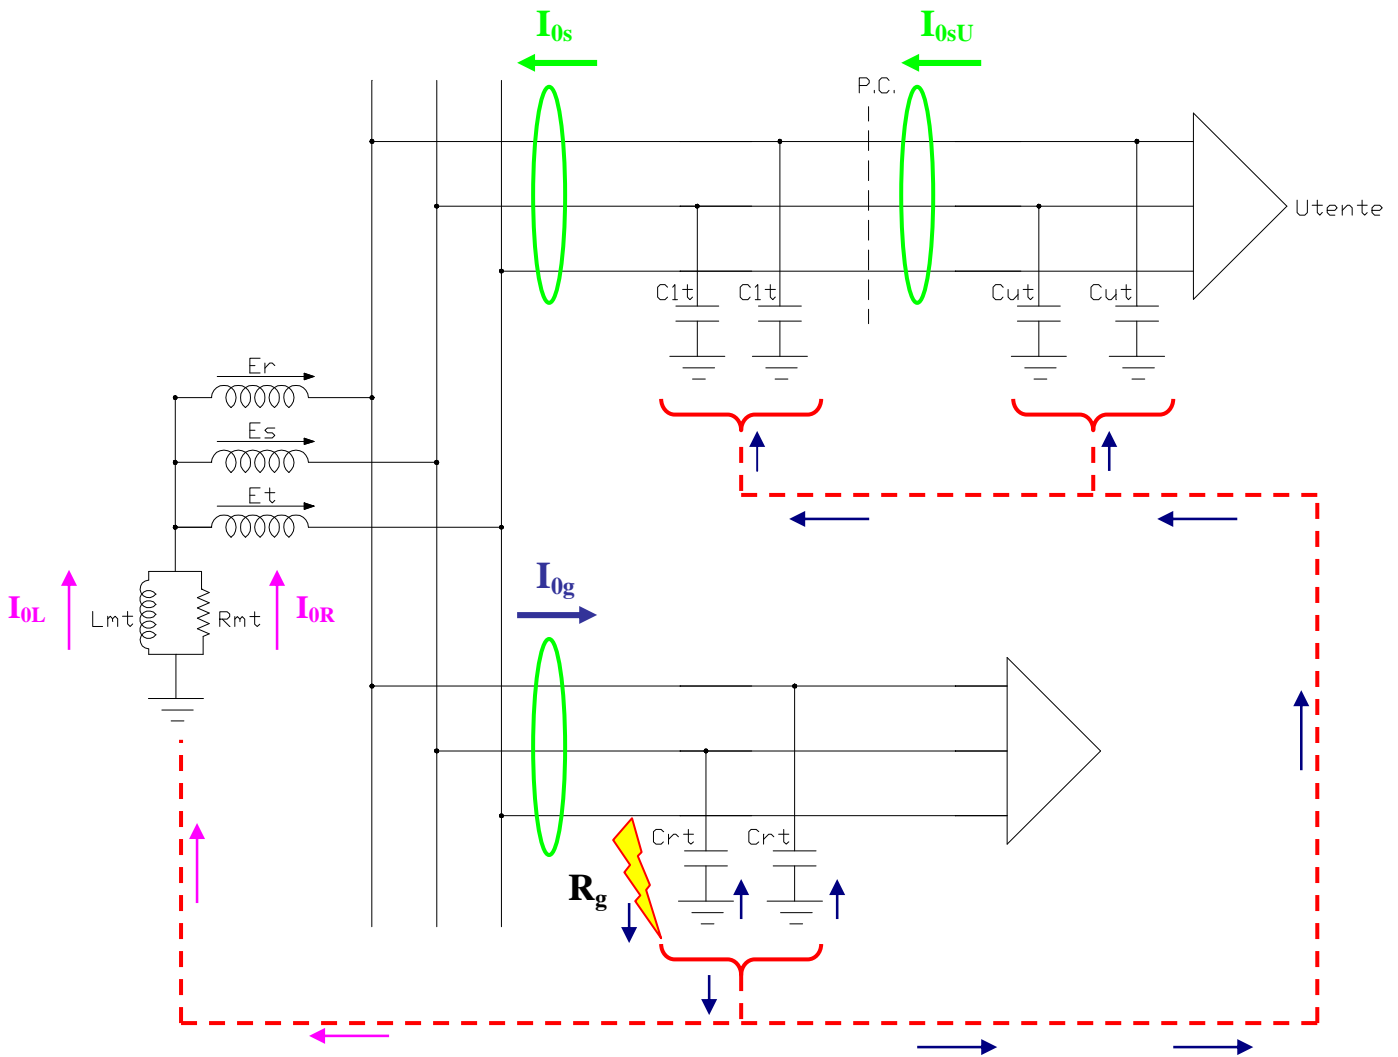 I0s
I0sU
P.C.
Utente
C1t C1t
Cut Cut
Er
Es
Et
I0L
Lmt
Rmt
I0R
I0g
Crt Crt
Rg